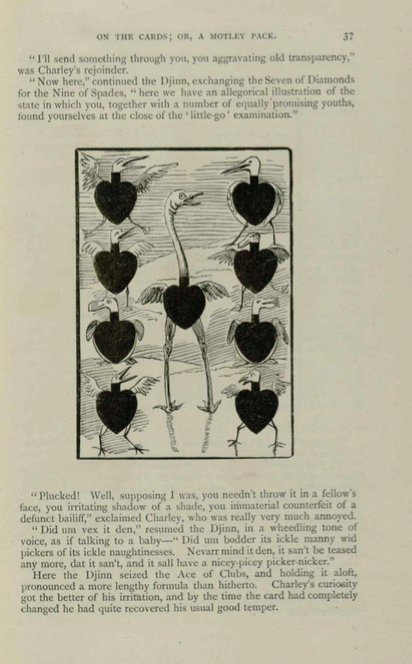 ON THE CARDS; OR, A MOTLEY PACK. 37
"I'll send something through you, you aggravating old transparency,"
was Charley's rejoinder.
"Now here," continued the Djinn, exchanging the Seven of Diamonds
for the Nine of Spades, "here we have an allegorical illustration of the
state in which you, together with a number of equally promising youths,
found yourselves at the close of the 'little-go' examination."
"Plucked! Well, supposing I was, you needn't throw it in a fellow's
face, you irritating shadow of a shade, you immaterial counterfeit of a
defunct bailiff," exclaimed Charley, who was really very much annoyed.
"Did um vex it den," resumed the Djinn, in a wheedling tone of
voice, as if talking to a baby—"Did um bodder its ickle manny wid
pickers of its ickle naughtinesses. Nevarr mind it den, it san't be teased
any more, dat it san't, and it sall have a nicey-picey picker-nicker."
Here the Djinn seized the Ace of Clubs, and holding it aloft,
pronounced a more lengthy formula than hitherto. Charley's curiosity
got the better of his irritation, and by the time the card had completely
changed he had quite recovered his usual good temper.